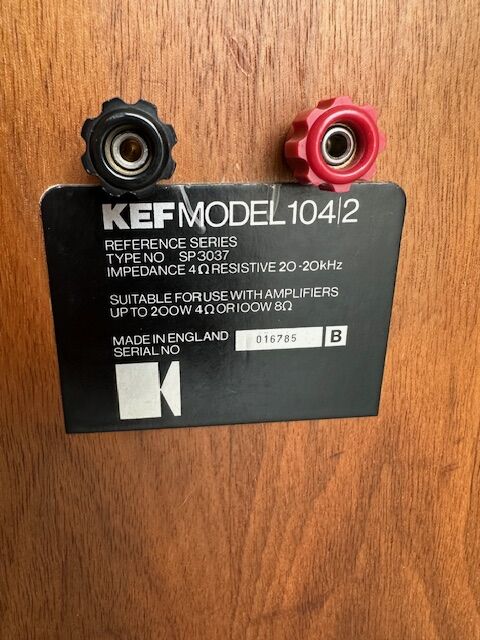 KEF MODEL 104/2
REFERENCE SERIES
TYPE NO SP3037
IMPEDANCE 4Ω RESISTIVE 20-20kHz
SUITABLE FOR USE WITH AMPLIFIERS
UP TO 200W 4Ω OR 100W 8Ω
MADE IN ENGLAND
SERIAL NO 016785 B